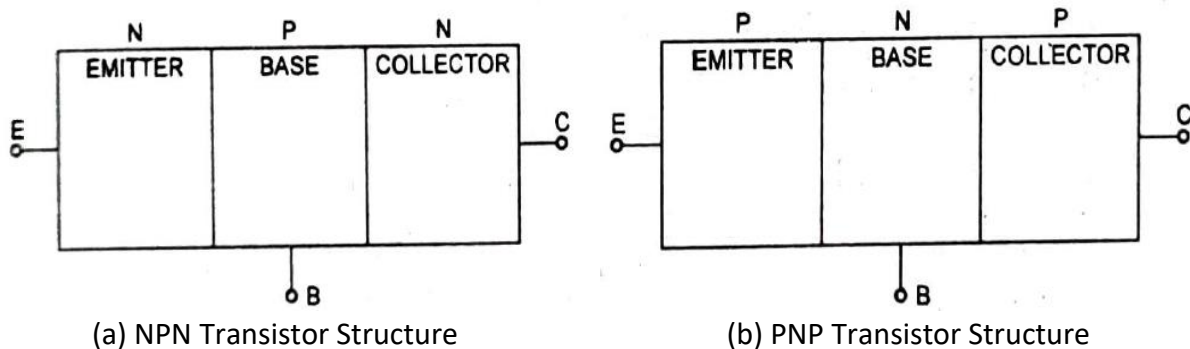 N P N
EMITTER BASE COLLECTOR
E
C
B
(a) NPN Transistor Structure
P N P
EMITTER BASE COLLECTOR
E
C
B
(b) PNP Transistor Structure